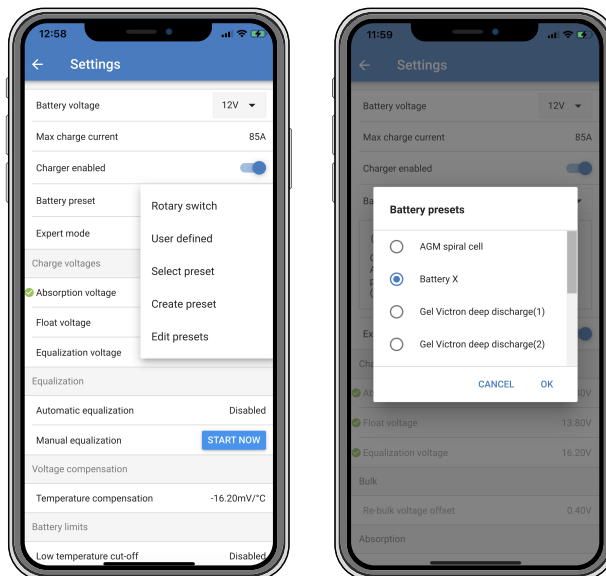 12:58
Settings
Battery voltage 12V
Max charge current 85A
Charger enabled
Battery preset
Expert mode
Charge voltages
Absorption voltage
Float voltage
Equalization voltage
Rotary switch
User defined
Select preset
Create preset
Edit presets
Equalization
Automatic equalization Disabled
Manual equalization START NOW
Voltage compensation
Temperature compensation -16.20mV/°C
Battery limits
Low temperature cut-off Disabled
11:59
Settings
Battery voltage 12V
Max charge current 85A
Charger enabled
Battery presets
AGM spiral cell
Battery X
Gel Victron deep discharge(1)
Gel Victron deep discharge(2)
CANCEL OK
Float voltage 13.80V
Equalization voltage 16.20V
Bulk
Re-bulk voltage offset 0.40V
Absorption